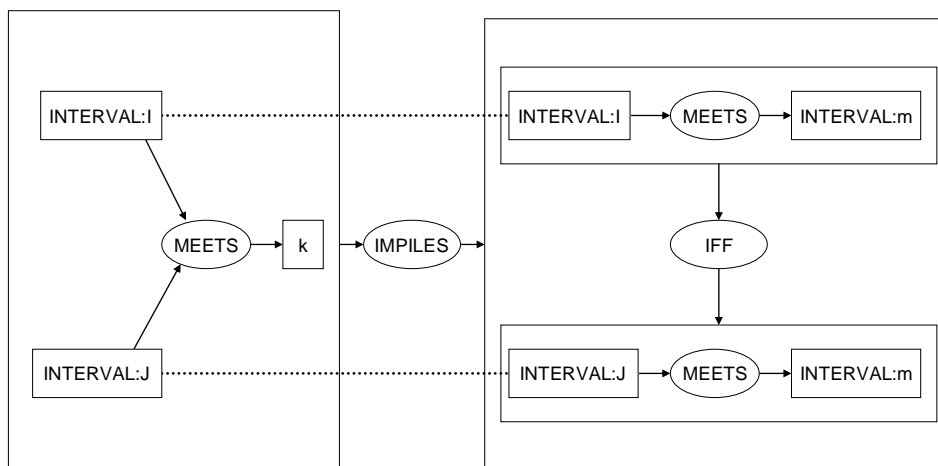 INTERVAL:I
INTERVAL:I
MEETS
INTERVAL:m
MEETS
k
IMPILES
IFF
INTERVAL:J
INTERVAL:J
MEETS
INTERVAL:m